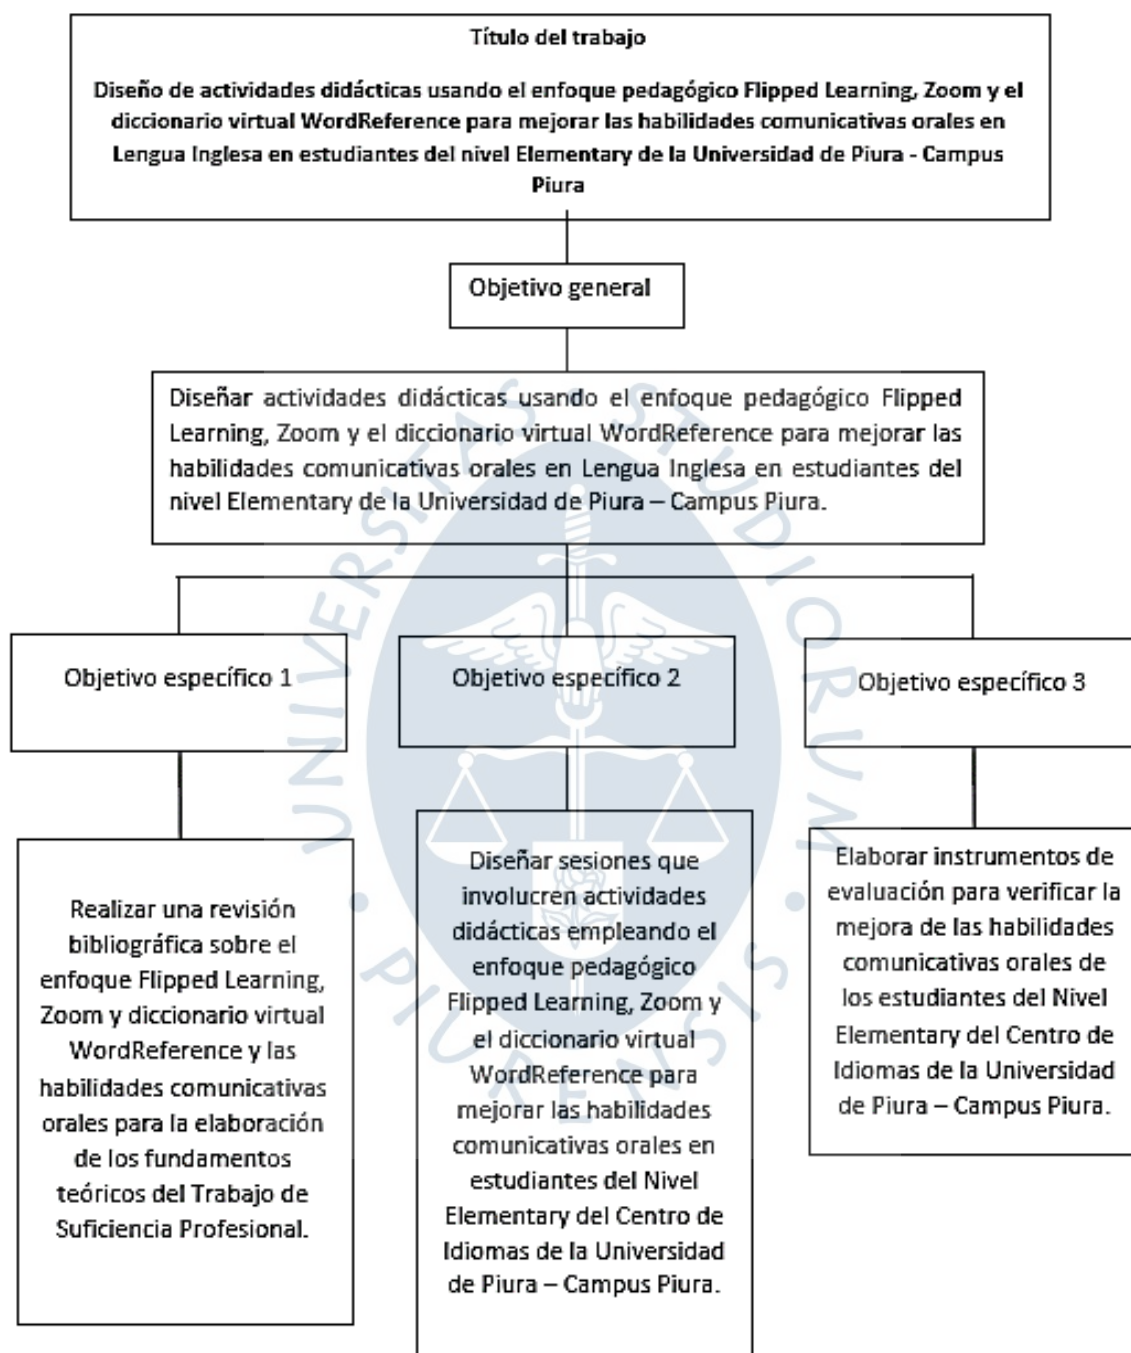 Título del trabajo
Diseño de actividades didácticas usando el enfoque pedagógico Flipped Learning, Zoom y el
diccionario virtual WordReference para mejorar las habilidades comunicativas orales en
Lengua Inglesa en estudiantes del nivel Elementary de la Universidad de Piura - Campus
Piura
Objetivo general
Diseñar actividades didácticas usando el enfoque pedagógico Flipped
Learning, Zoom y el diccionario virtual WordReference para mejorar las
habilidades comunicativas orales en Lengua Inglesa en estudiantes del
nivel Elementary de la Universidad de Piura – Campus Piura.
Objetivo específico 1
Realizar una revisión
bibliográfica sobre el
enfoque Flipped Learning,
Zoom y diccionario virtual
WordReference y las
habilidades comunicativas
orales para la elaboración
de los fundamentos
teóricos del Trabajo de
Suficiencia Profesional.
Objetivo específico 2
Diseñar sesiones que
involucren actividades
didácticas empleando el
enfoque pedagógico
Flipped Learning, Zoom y
el diccionario virtual
WordReference para
mejorar las habilidades
comunicativas orales en
estudiantes del Nivel
Elementary del Centro de
Idiomas de la Universidad
de Piura – Campus Piura.
Objetivo específico 3
Elaborar instrumentos de
evaluación para verificar la
mejora de las habilidades
comunicativas orales de
los estudiantes del Nivel
Elementary del Centro de
Idiomas de la Universidad
de Piura – Campus Piura.
UNIVERSITAS • STUDIORUM • PIURENSIS